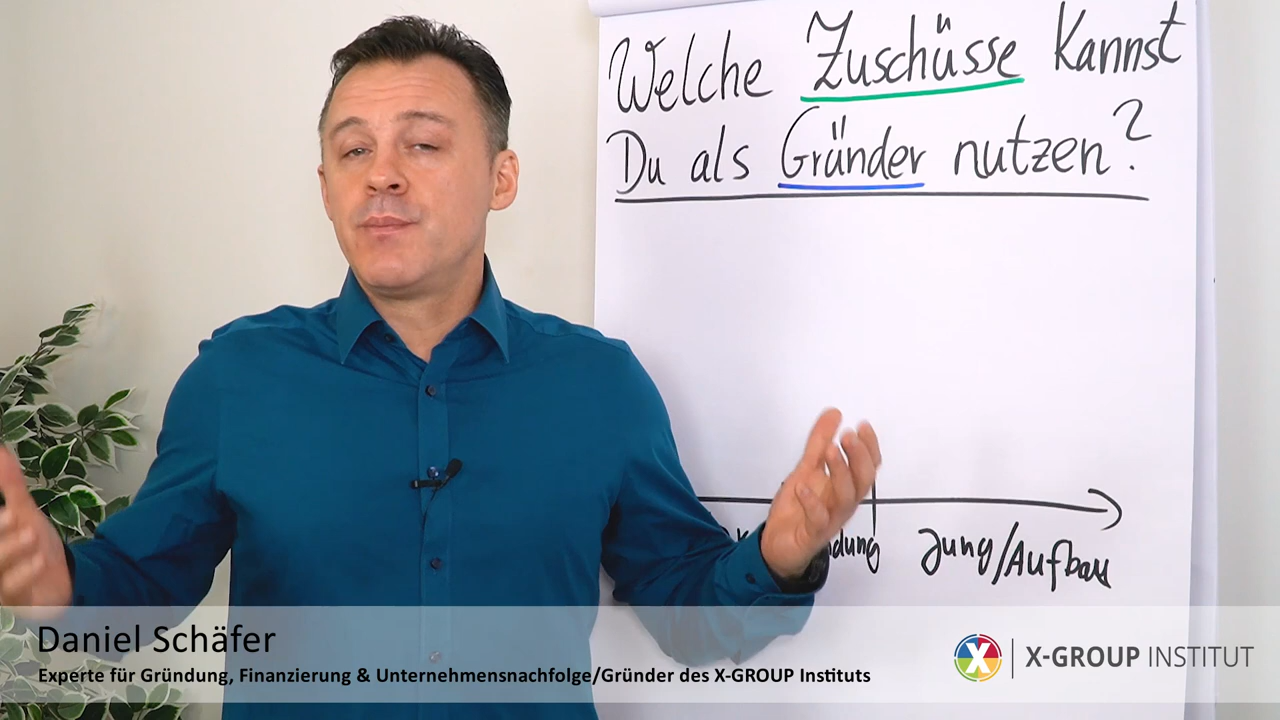 Welche Zuschüsse Kannst
Du als Gründer nutzen?
Jung/Aufbau
Daniel Schäfer
Experte für Gründung, Finanzierung & Unternehmensnachfolge/Gründer des X-GROUP Instituts
X
X-GROUP INSTITUT